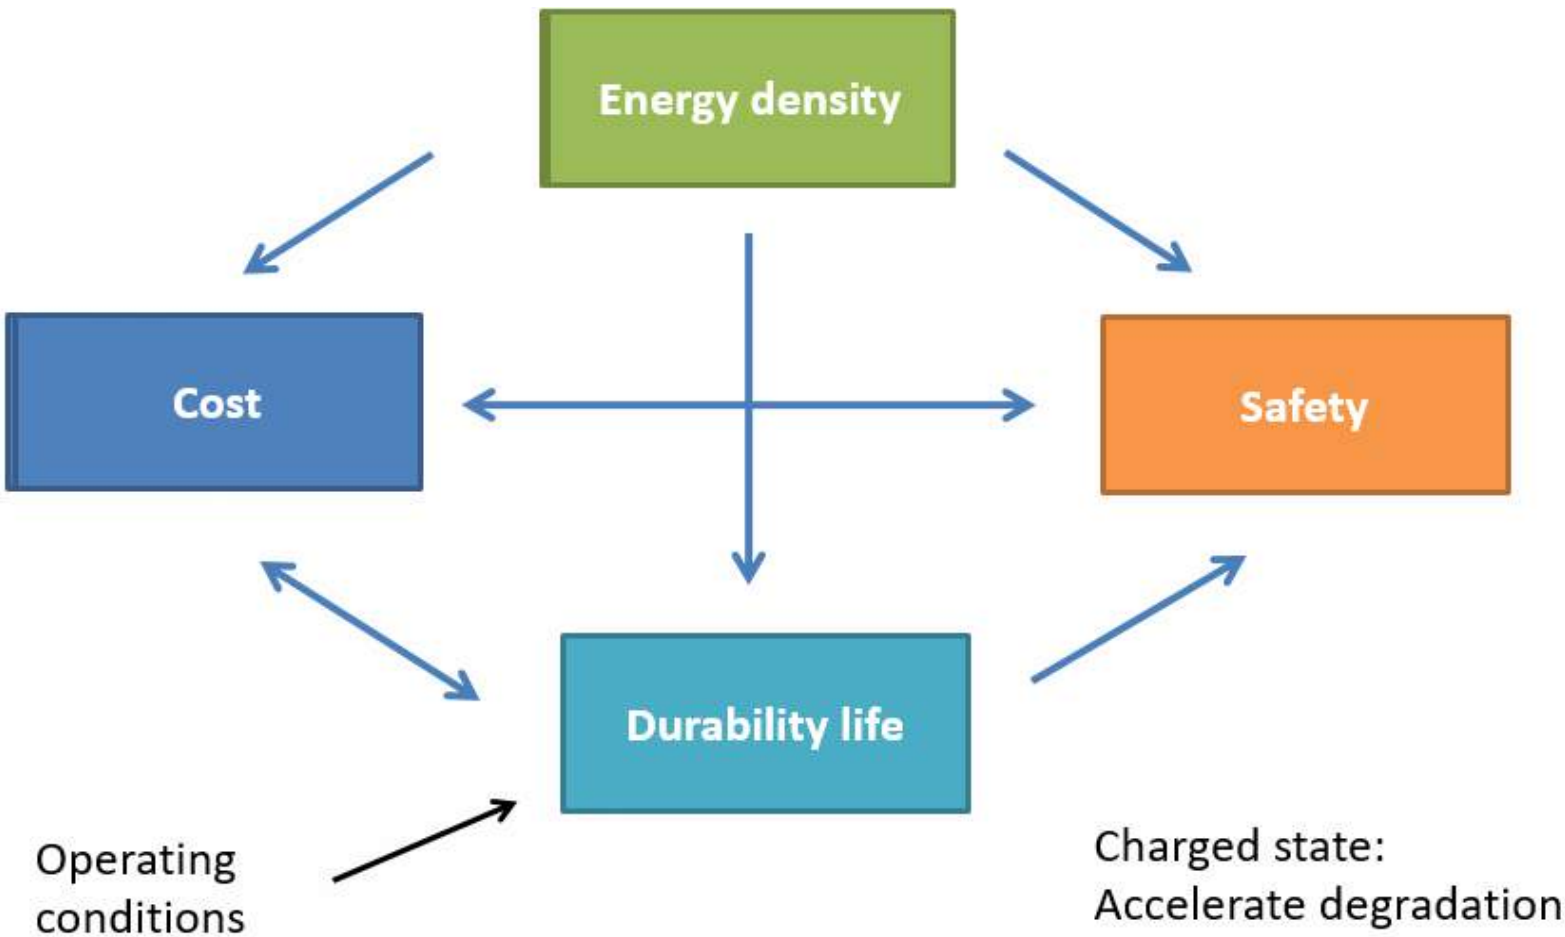 Energy density
Cost
Safety
Durability life
Operating
conditions
Charged state:
Accelerate degradation